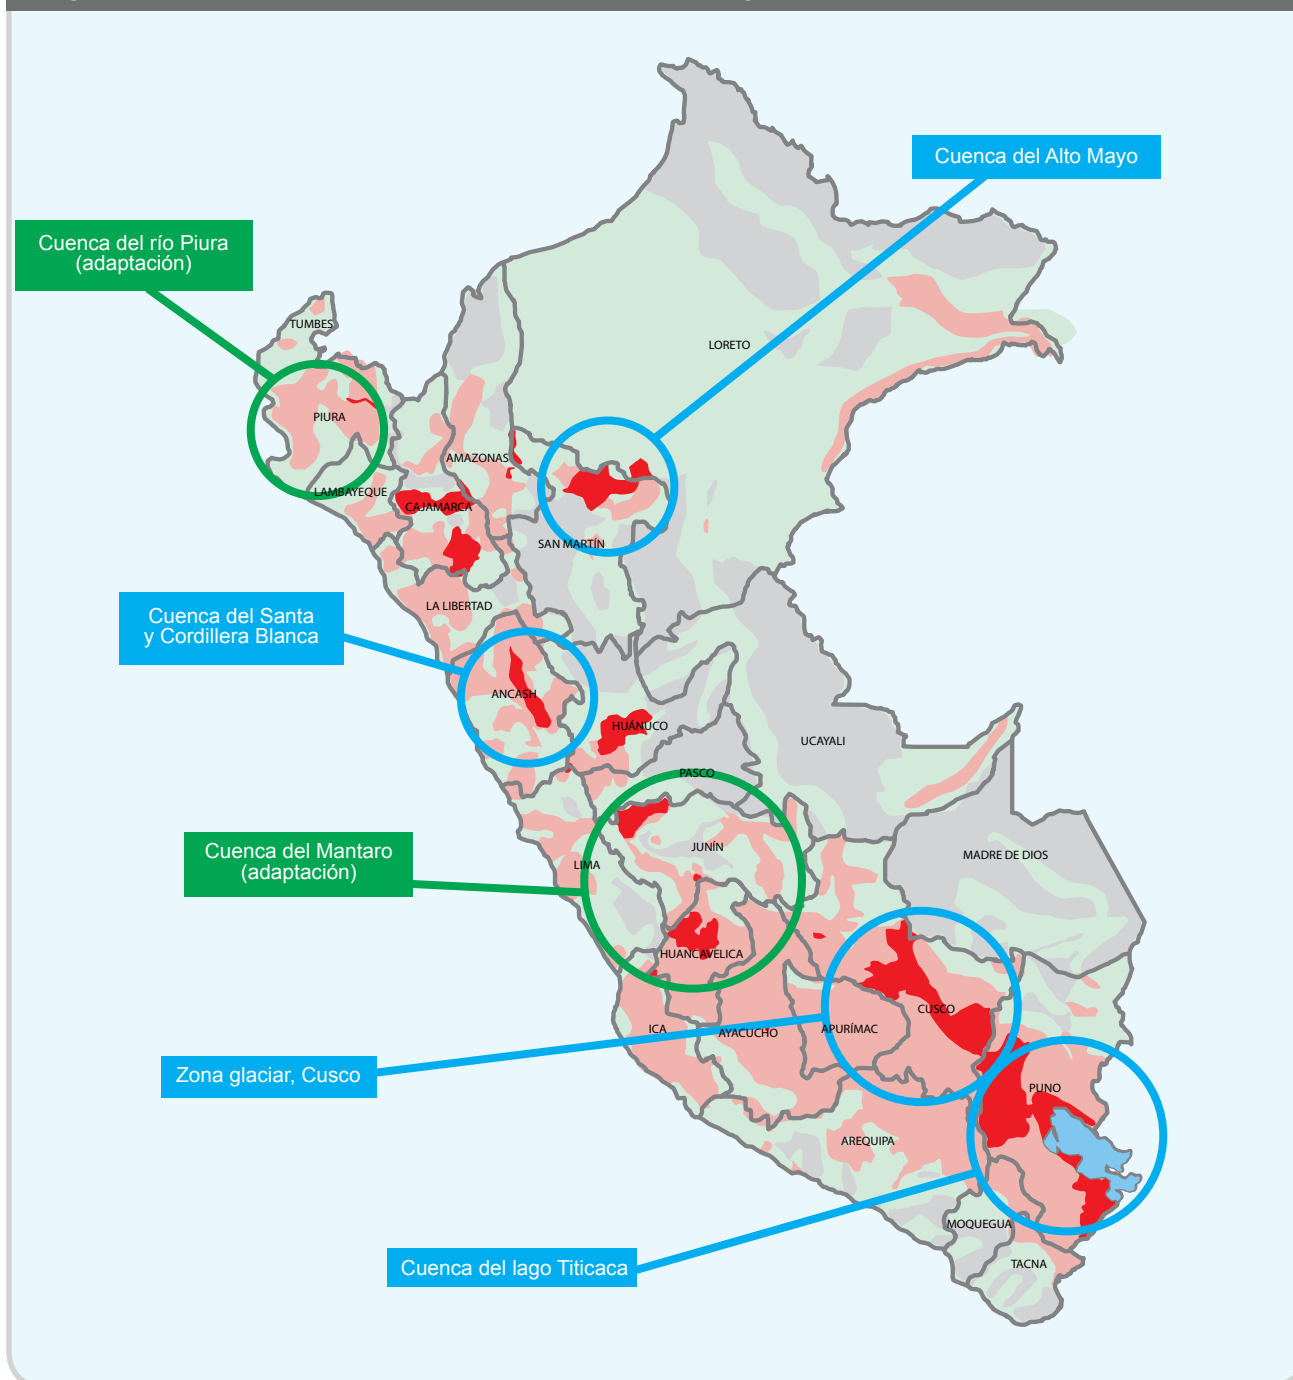 Cuenca del Alto Mayo
Cuenca del río Piura
(adaptación)
TUMBES
LORETO
PIURA
AMAZONAS
LAMBAYEQUE
CAJAMARCA
SAN MARTÍN
LA LIBERTAD
Cuenca del Santa
y Cordillera Blanca
ANCASH
HUÁNUCO
UCAYALI
PASCO
Cuenca del Mantaro
(adaptación)
JUNÍN
LIMA
MADRE DE DIOS
HUANCAVELICA
CUSCO
ICA
AYACUCHO
APURÍMAC
Zona glaciar, Cusco
PUNO
AREQUIPA
MOQUEGUA
Cuenca del lago Titicaca
TACNA